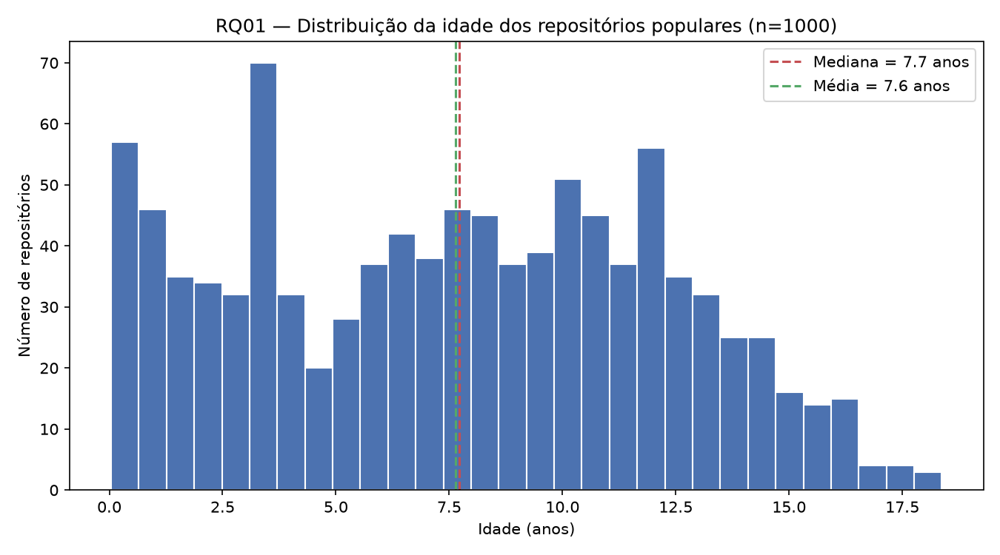 RQ01 — Distribuição da idade dos repositórios populares (n=1000)
Mediana = 7.7 anos
Média = 7.6 anos
Número de repositórios
70
60
50
40
30
20
10
0
0.0 2.5 5.0 7.5 10.0 12.5 15.0 17.5
Idade (anos)